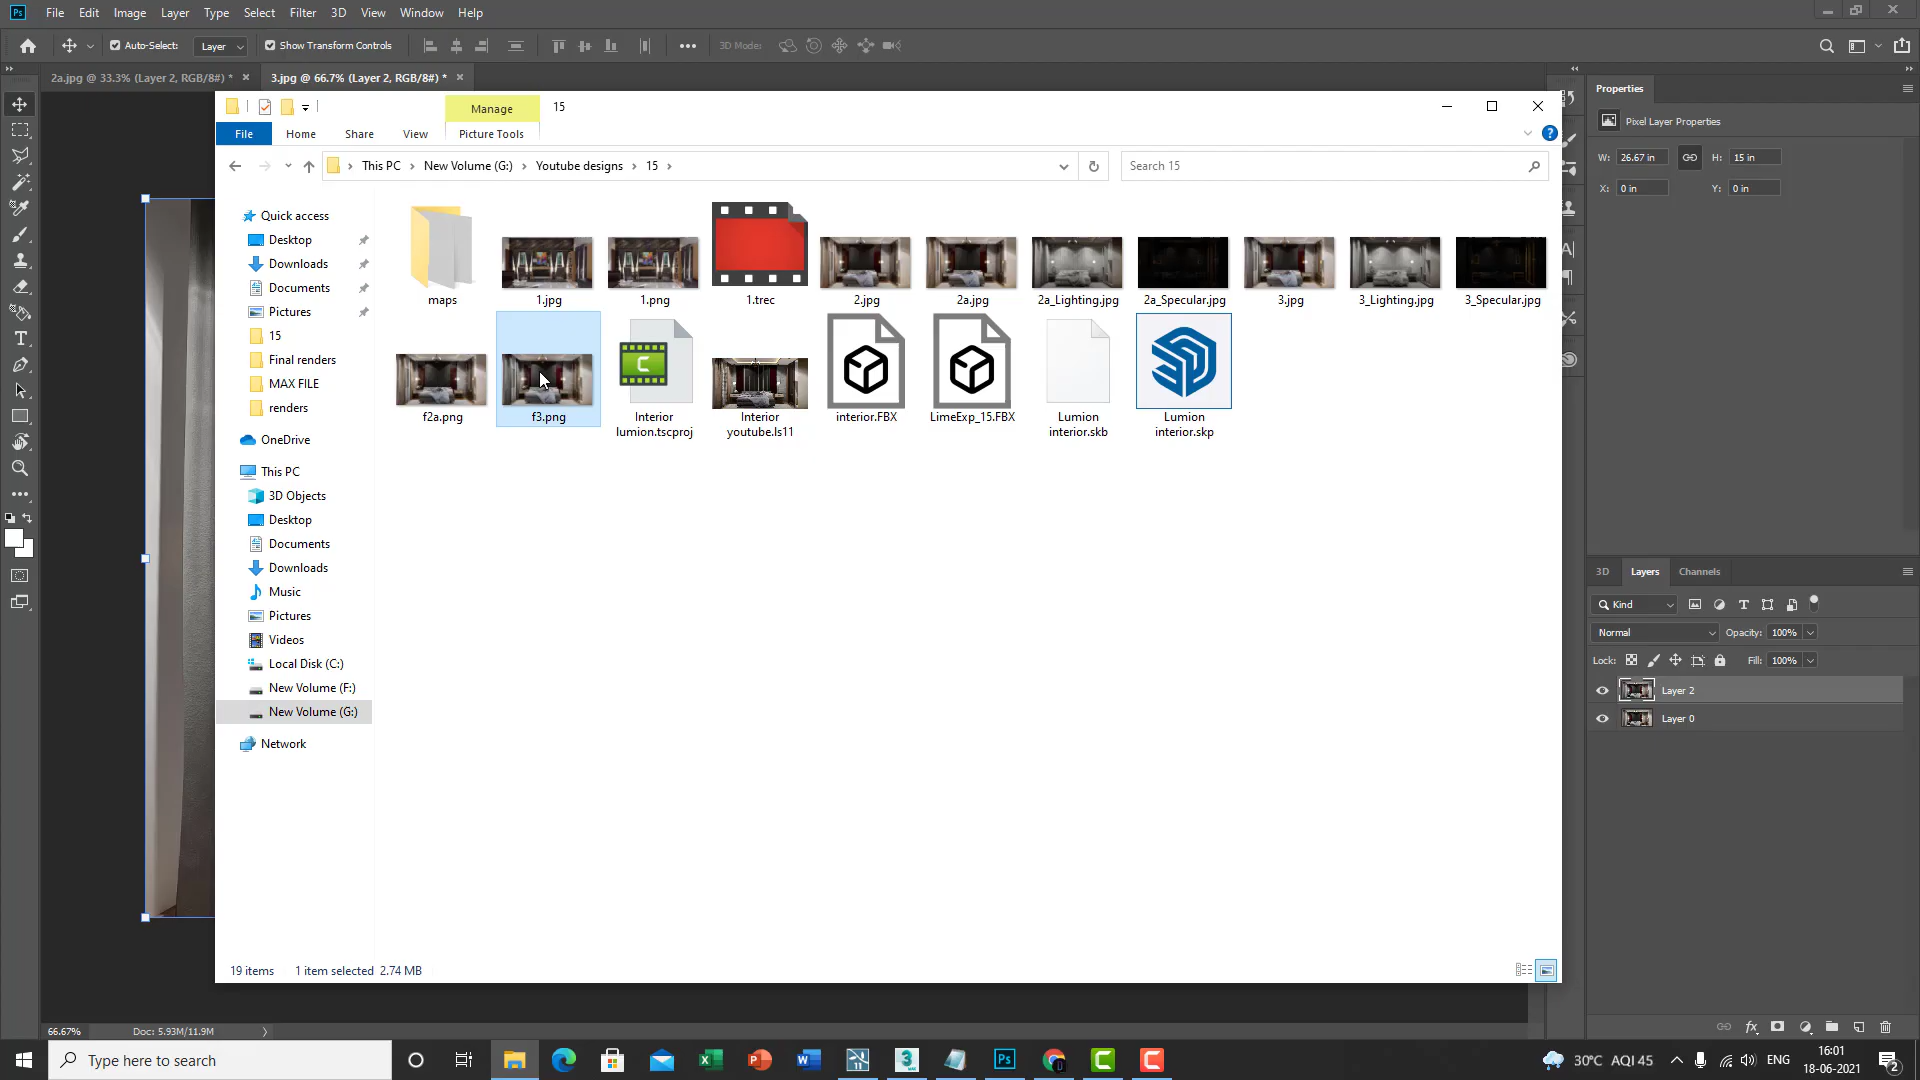 Ps File Edit Image Layer Type Select Filter 3D View Window Help
Auto-Select: Layer Show Transform Controls 3D Mode:
2a.jpg @ 33.3% (Layer 2, RGB/8#) * 3.jpg @ 66.7% (Layer 2, RGB/8#) *
Manage 15
File Home Share View Picture Tools
This PC New Volume (G:) Youtube designs 15 Search 15
Quick access
Desktop
Downloads
Documents
Pictures
15
Final renders
MAX FILE
renders
OneDrive
This PC
3D Objects
Desktop
Documents
Downloads
Music
Pictures
Videos
Local Disk (C:)
New Volume (F:)
New Volume (G:)
Network
maps 1.jpg 1.png 1.trec 2.jpg 2a.jpg 2a_Lighting.jpg 2a_Specular.jpg 3.jpg 3_Lighting.jpg 3_Specular.jpg
f2a.png f3.png Interior lumion.tscproj Interior youtube.ls11 interior.FBX LimeExp_15.FBX Lumion interior.skb Lumion interior.skp
19 items 1 item selected 2.74 MB
Properties
Pixel Layer Properties
W: 26.67 in H: 15 in
X: 0 in Y: 0 in
3D Layers Channels
Kind
Normal Opacity: 100%
Lock: Fill: 100%
Layer 2
Layer 0
66.67% Doc: 5.93M/11.9M
Type here to search
30°C AQI 45 ENG 16:01
18-06-2021 2